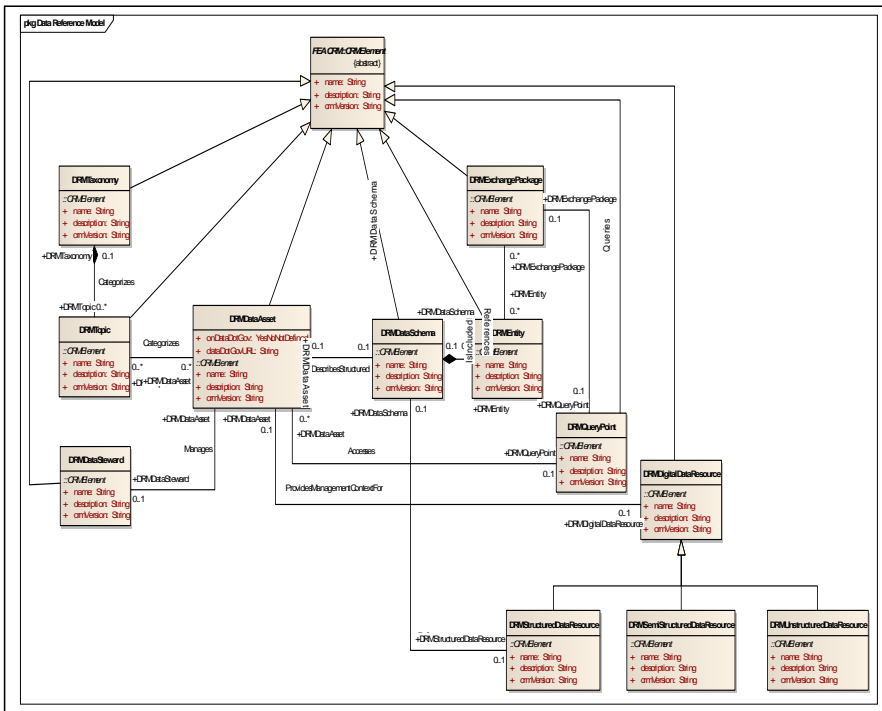 pkg Data Reference Model
FEA CRM::CRMElement
{abstract}
+ name: String
+ description: String
+ crmVersion: String
DRMTaxonomy
::CRMElement
+ name: String
+ description: String
+ crmVersion: String
DRMExchangePackage
::CRMElement
+ name: String
+ description: String
+ crmVersion: String
+DRMExchangePackage
0..1
Queries
+DRMDataSchema
+DRMTaxonomy
0..1
0..*
+DRMExchangePackage
Categorizes
+DRMEntity
0..*
+DRMTopic
0..*
+DRMDataSchema
DRMTopic
::CRMElement
+ name: String
+ description: String
+ crmVersion: String
Categorizes
0..*
0..*
+DRMDataAsset
DRMDataAsset
+ onDataDotGov: YesNoNotDefined
+ dataDotGovURL: String
::CRMElement
+ name: String
+ description: String
+ crmVersion: String
+DRMDataAsset
0..1
0..1
DescribesStructured
DRMDataSchema
::CRMElement
+ name: String
+ description: String
+ crmVersion: String
0..1
IsIncluded
References
DRMEntity
::CRMElement
+ name: String
+ description: String
+ crmVersion: String
+DRMEntity
0..1
+DRMQueryPoint
+DRMDataAsset
+DRMDataAsset
0..1
0..*
+DRMDataAsset
+DRMDataSchema
0..1
DRMQueryPoint
::CRMElement
+ name: String
+ description: String
+ crmVersion: String
Manages
Accesses
+DRMQueryPoint
0..1
DRMDataSteward
::CRMElement
+ name: String
+ description: String
+ crmVersion: String
+DRMDataSteward
0..1
ProvidesManagementContextFor
DRMDigitalDataResource
::CRMElement
+ name: String
+ description: String
+ crmVersion: String
0..1
+DRMDigitalDataResource
DRMStructuredDataResource
::CRMElement
+ name: String
+ description: String
+ crmVersion: String
+DRMStructuredDataResource
0..1
DRMSemiStructuredDataResource
::CRMElement
+ name: String
+ description: String
+ crmVersion: String
DRMUnstructuredDataResource
::CRMElement
+ name: String
+ description: String
+ crmVersion: String